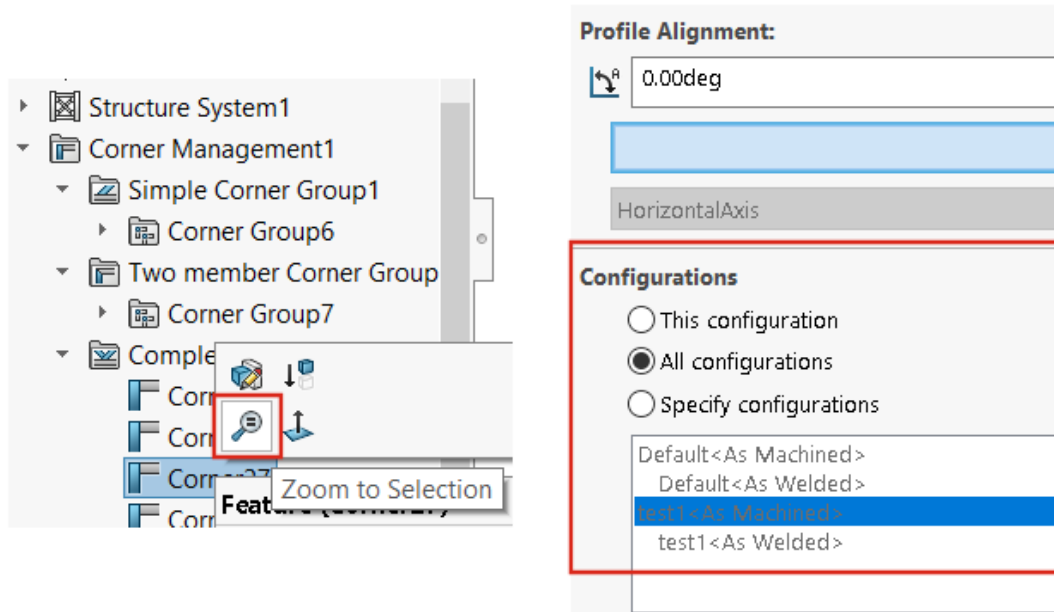 Structure System1
Corner Management1
Simple Corner Group1
Corner Group6
Two member Corner Group
Corner Group7
Comple
Corr
Corr
Corner27
Zoom to Selection
Corr
Profile Alignment:
A
0.00deg
HorizontalAxis
Configurations
This configuration
All configurations
Specify configurations
Default<As Machined>
Default<As Welded>
test1<As Machined>
test1<As Welded>